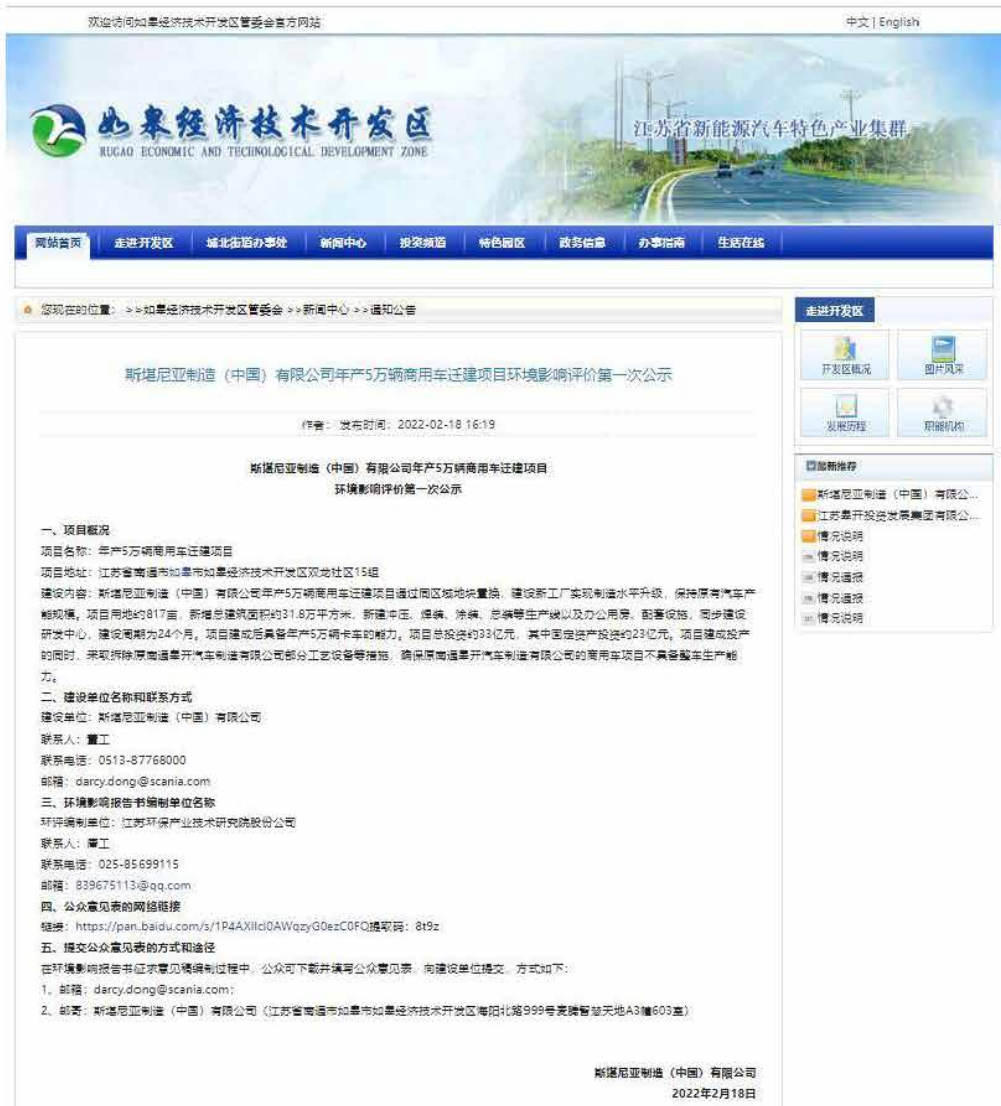 欢迎访问如皋经济技术开发区管委会官方网站
中文 | English
如皋经济技术开发区
RUGAO ECONOMIC AND TECHNOLOGICAL DEVELOPMENT ZONE
江苏省新能源汽车特色产业集群
网站首页 走进开发区 城北街道办事处 新闻中心 投资频道 特色园区 政务信息 办事指南 生活在线
您现在的位置: >>如皋经济技术开发区管委会 >>新闻中心 >>通知公告
斯堪尼亚制造（中国）有限公司年产5万辆商用车迁建项目环境影响评价第一次公示
作者: 发布时间: 2022-02-18 16:19
斯堪尼亚制造（中国）有限公司年产5万辆商用车迁建项目
环境影响评价第一次公示
一、项目概况
项目名称：年产5万辆商用车迁建项目
项目地址：江苏省南通市如皋市如皋经济技术开发区双龙社区15组
建设内容：斯堪尼亚制造（中国）有限公司年产5万辆商用车迁建项目通过同区域地块置换，建设新工厂实现制造水平升级，保持原有汽车产
能规模。项目用地约817亩，新增总建筑面积约31.8万平方米，新建冲压、焊装、涂装、总装等生产线以及办公用房、配套设施，同步建设
研发中心，建设周期为24个月。项目建成后具备年产5万辆卡车的能力。项目总投资约33亿元，其中固定资产投资约23亿元。项目建成投产
的同时，采取拆除原南通皋开汽车制造有限公司部分工艺设备等措施，确保原南通皋开汽车制造有限公司的商用车项目不具备整车生产能
力。
二、建设单位名称和联系方式
建设单位：斯堪尼亚制造（中国）有限公司
联系人：董工
联系电话：0513-87768000
邮箱：darcy.dong@scania.com
三、环境影响报告书编制单位名称
环评编制单位：江苏环保产业技术研究院股份公司
联系人：唐工
联系电话：025-85699115
邮箱：839675113@qq.com
四、公众意见表的网络链接
链接：https://pan.baidu.com/s/1P4AXIlcI0AWqzyG0ezC0FQ提取码：8t9z
五、提交公众意见表的方式和途径
在环境影响报告书征求意见稿编制过程中，公众可下载并填写公众意见表，向建设单位提交，方式如下：
1、邮箱：darcy.dong@scania.com；
2、邮寄：斯堪尼亚制造（中国）有限公司（江苏省南通市如皋市如皋经济技术开发区海阳北路999号麦腾智慧天地A3幢603室）
斯堪尼亚制造（中国）有限公司
2022年2月18日
走进开发区
开发区概况 图片风采
发展历程 职能机构
最新推荐
斯堪尼亚制造（中国）有限公...
江苏皋开投资发展集团有限公...
情况说明
情况说明
情况通报
情况通报
情况说明